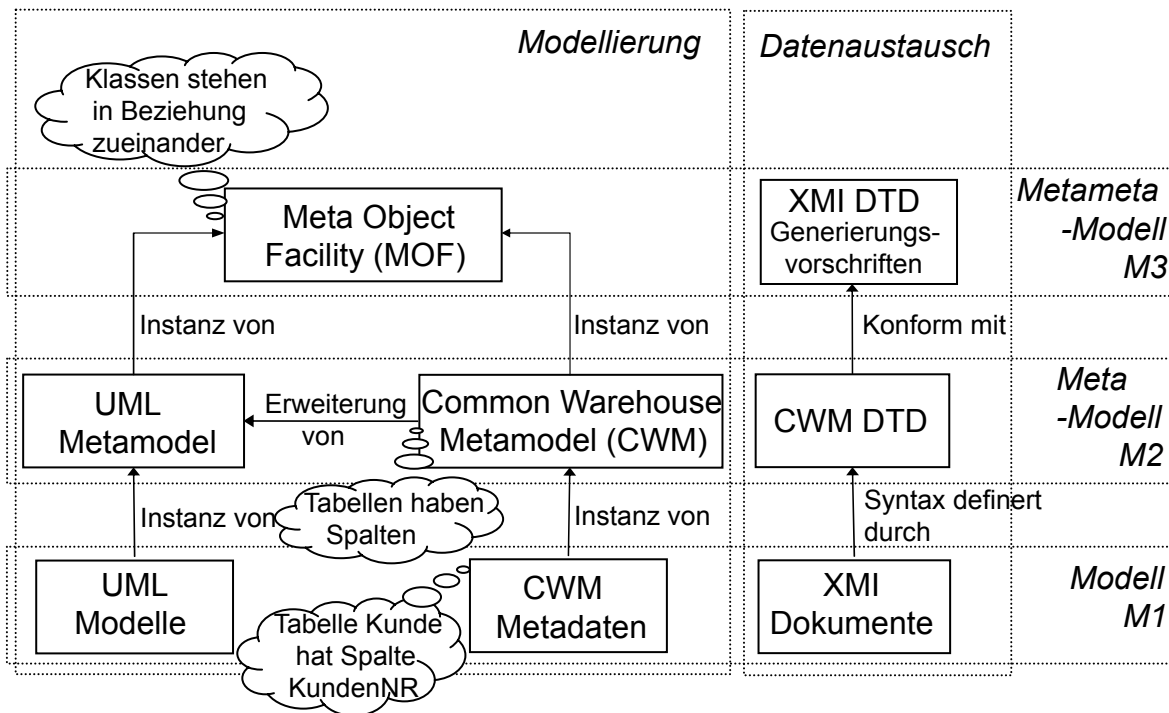 Modellierung
Datenaustausch
Klassen stehen
in Beziehung
zueinander
Meta Object
Facility (MOF)
XMI DTD
Generierungs-
vorschriften
Metameta
-Modell
M3
Instanz von
Instanz von
Konform mit
UML
Metamodel
Erweiterung
von
Common Warehouse
Metamodel (CWM)
CWM DTD
Meta
-Modell
M2
Instanz von
Tabellen haben
Spalten
Instanz von
Syntax definert
durch
UML
Modelle
Tabelle Kunde
hat Spalte
KundenNR
CWM
Metadaten
XMI
Dokumente
Modell
M1